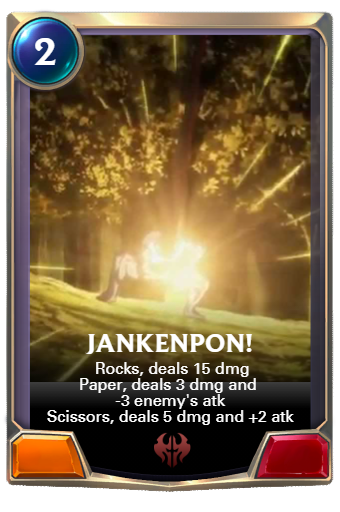 2
JANKENPON!
Rocks, deals 15 dmg
Paper, deals 3 dmg and
-3 enemy's atk
Scissors, deals 5 dmg and +2 atk